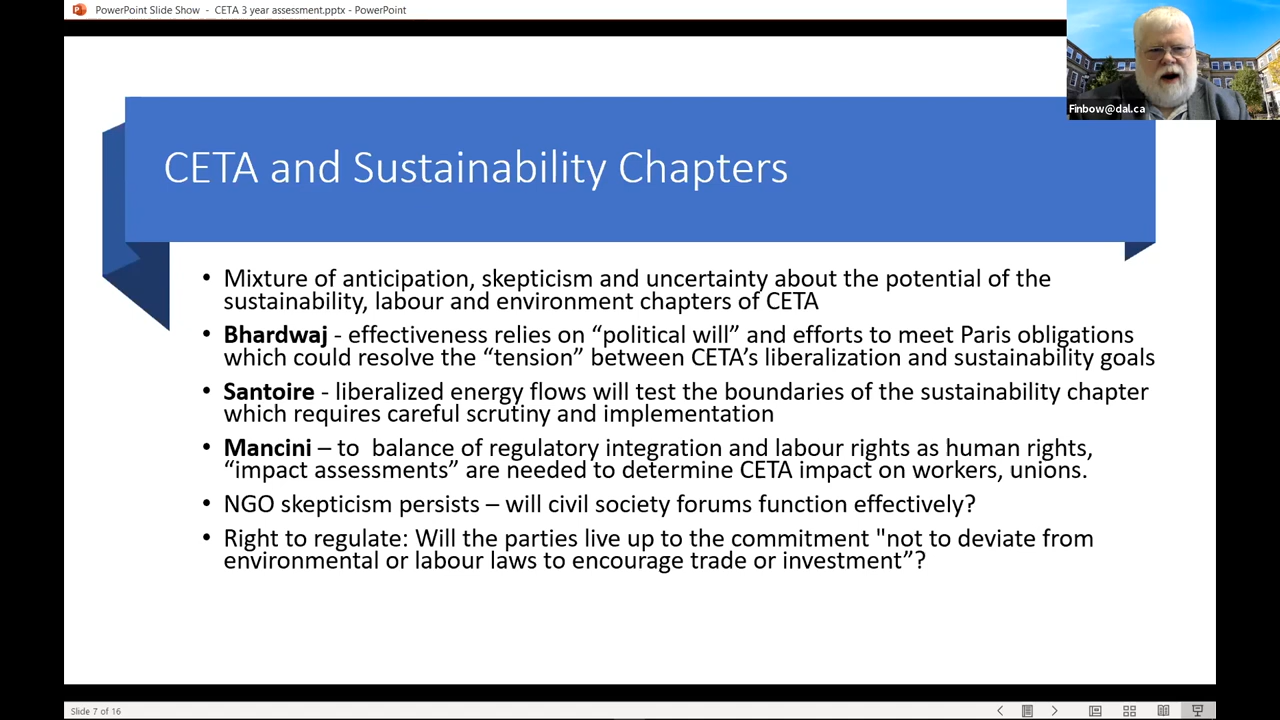 PowerPoint Slide Show - CETA 3 year assessment.pptx - PowerPoint
Finbow@dal.ca
CETA and Sustainability Chapters
• Mixture of anticipation, skepticism and uncertainty about the potential of the
sustainability, labour and environment chapters of CETA
• Bhardwaj - effectiveness relies on “political will” and efforts to meet Paris obligations
which could resolve the “tension” between CETA’s liberalization and sustainability goals
• Santoire - liberalized energy flows will test the boundaries of the sustainability chapter
which requires careful scrutiny and implementation
• Mancini – to  balance of regulatory integration and labour rights as human rights,
“impact assessments” are needed to determine CETA impact on workers, unions.
• NGO skepticism persists – will civil society forums function effectively?
• Right to regulate: Will the parties live up to the commitment "not to deviate from
environmental or labour laws to encourage trade or investment”?
Slide 7 of 16